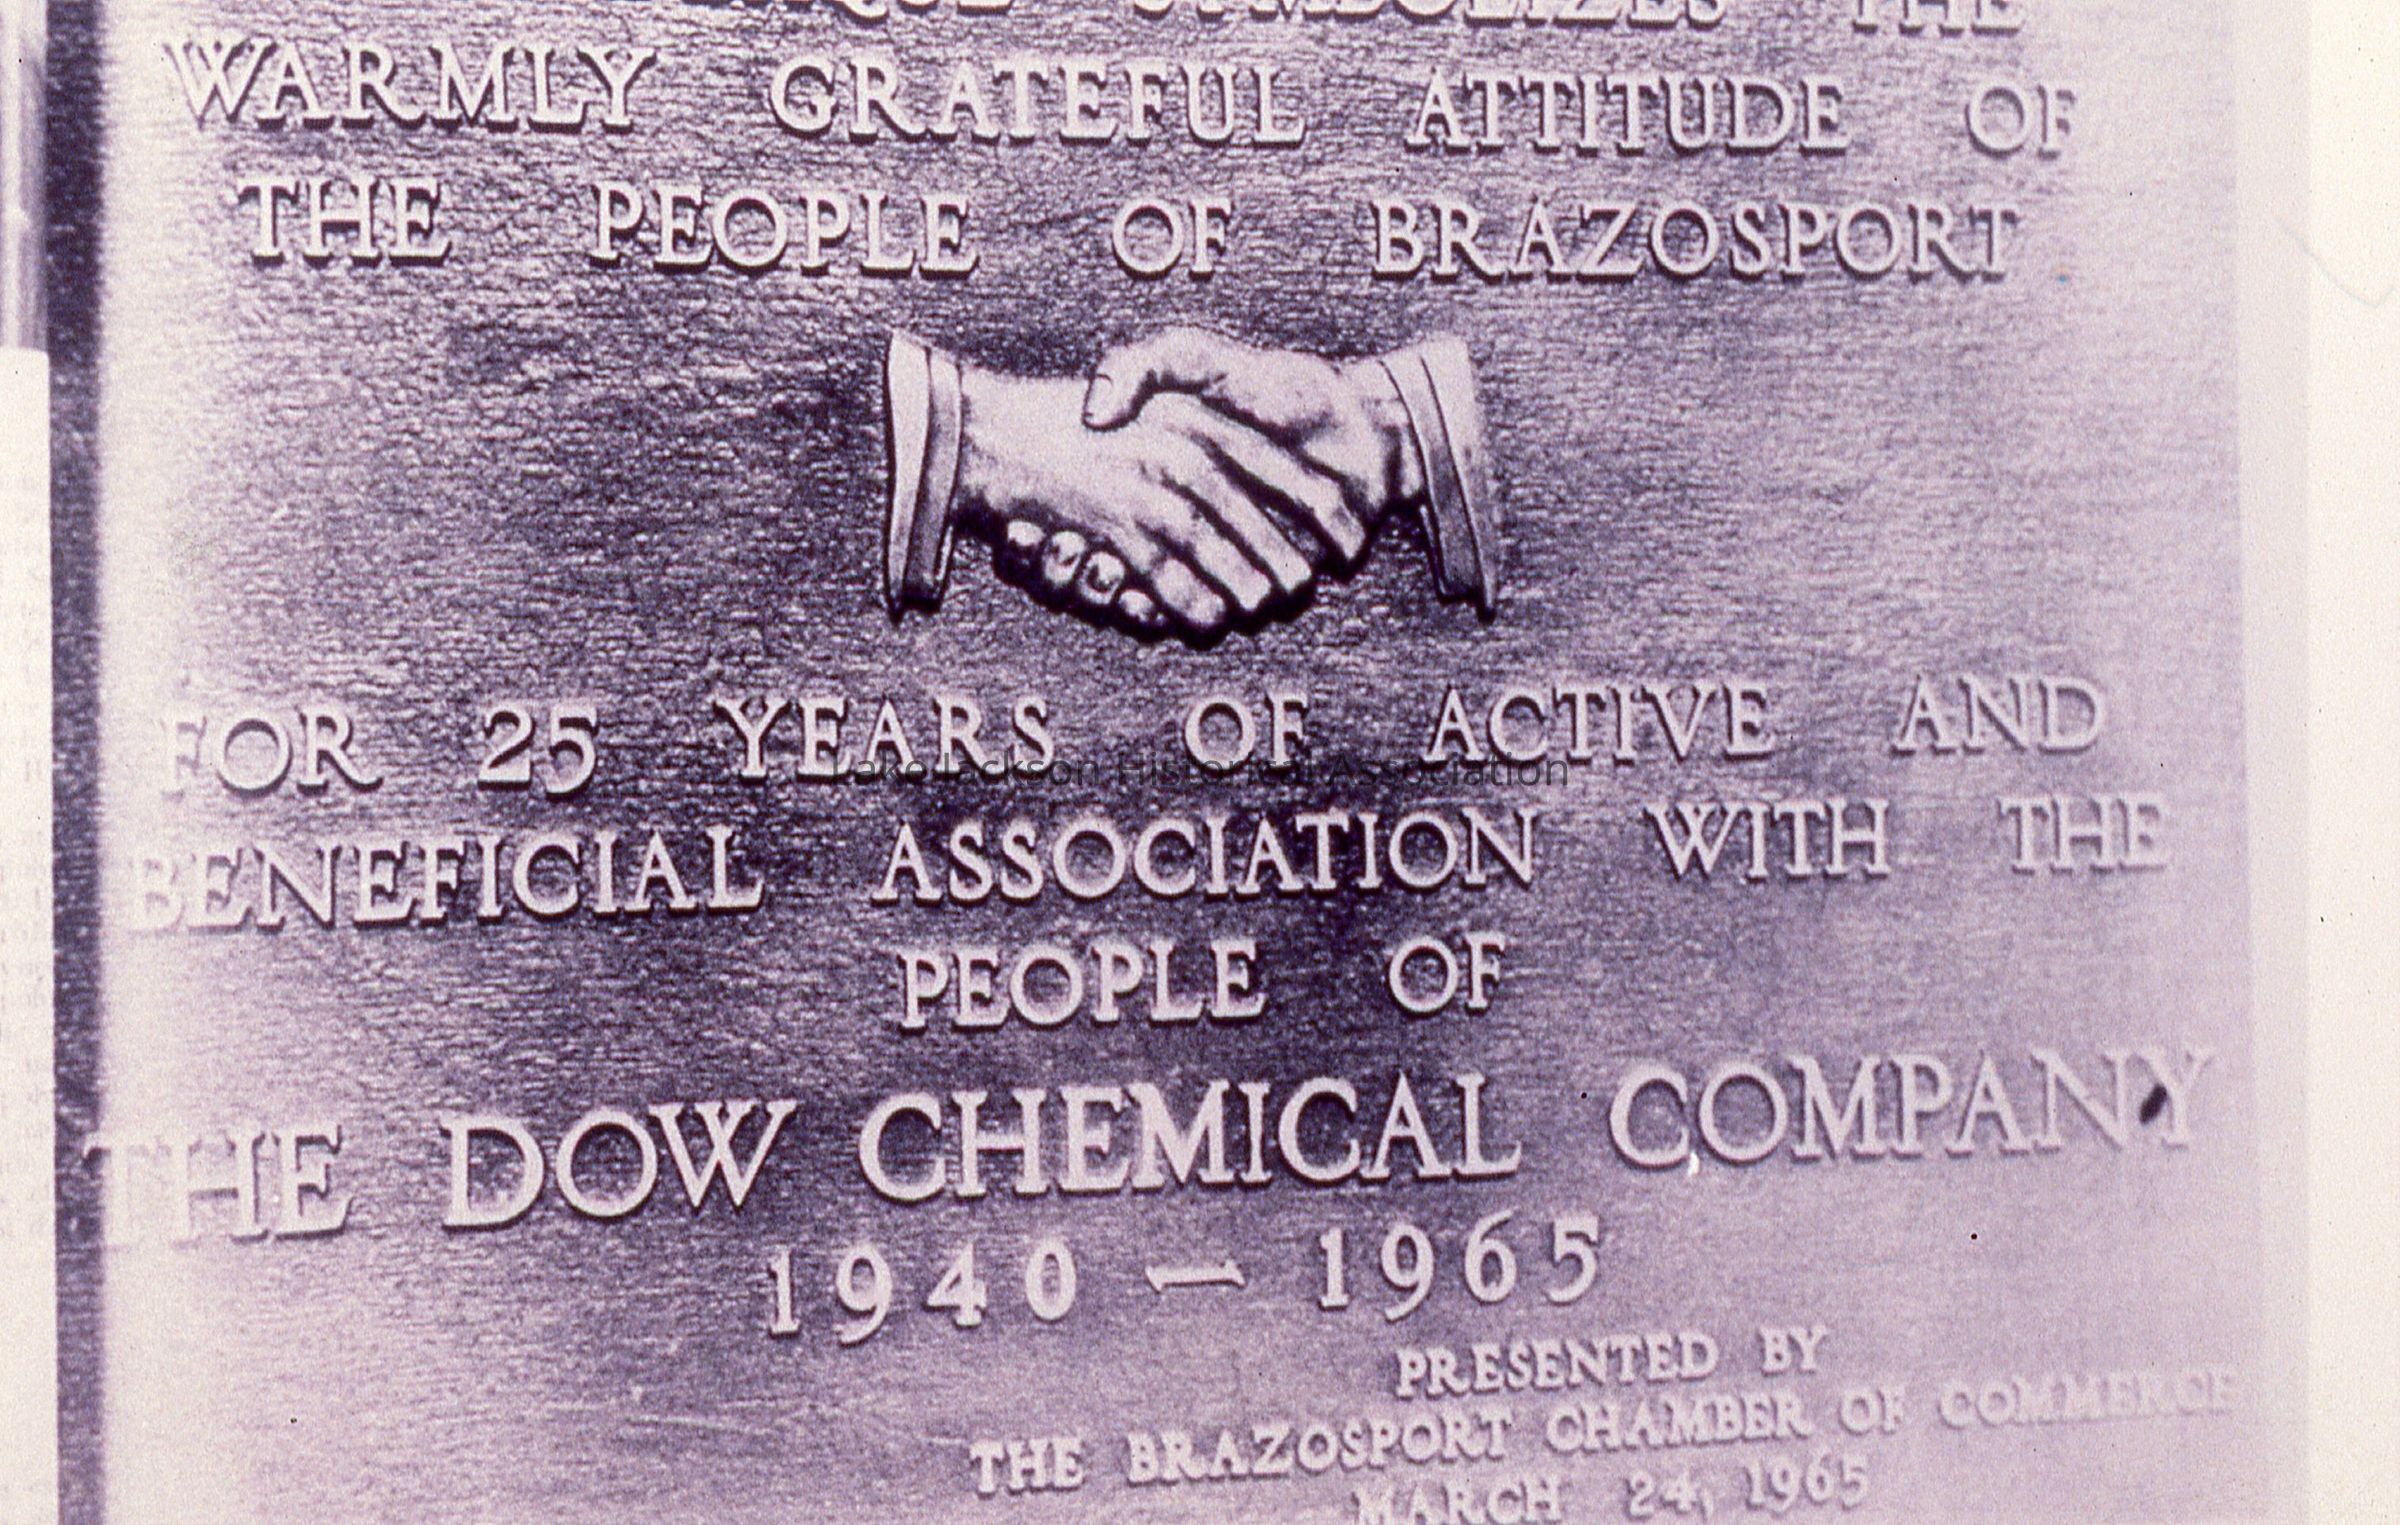 SYMBOLIZES THE
WARMLY GRATEFUL ATTITUDE OF
THE PEOPLE OF BRAZOSPORT
FOR 25 YEARS OF ACTIVE AND
Lake Jackson Historical Association
BENEFICIAL ASSOCIATION WITH THE
PEOPLE OF
THE DOW CHEMICAL COMPANY
1940 — 1965
PRESENTED BY
THE BRAZOSPORT CHAMBER OF COMMERCE
MARCH 24, 1965